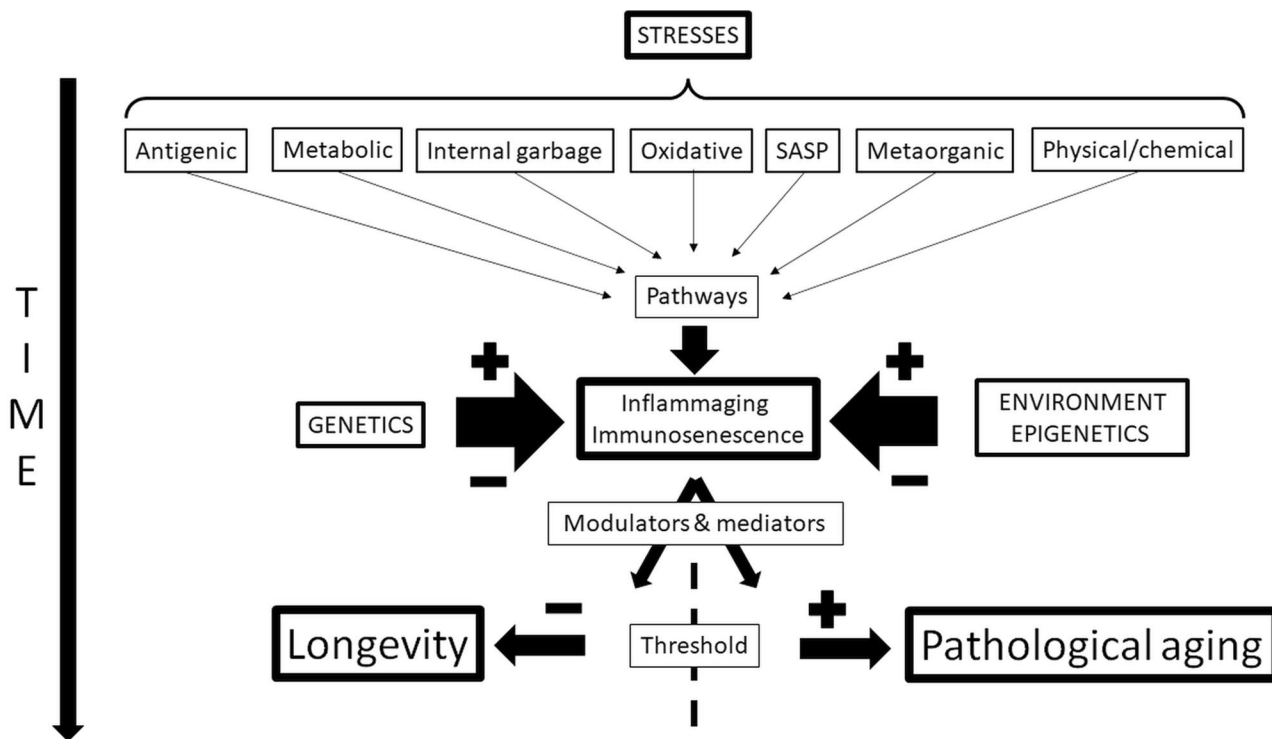 STRESSES
Antigenic
Metabolic
Internal garbage
Oxidative
SASP
Metaorganic
Physical/chemical
Pathways
TIME
+
+
GENETICS
Inflammaging
Immunosenescence
ENVIRONMENT
EPIGENETICS
−
−
Modulators & mediators
−
+
Longevity
Threshold
Pathological aging